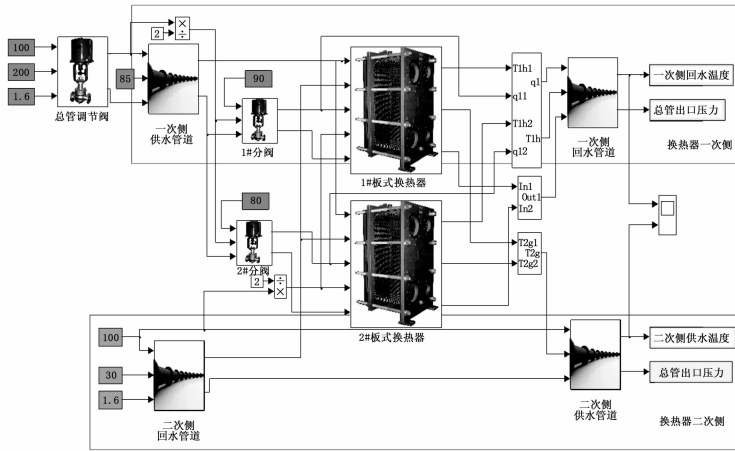 100
200
1.6
总管调节阀
×
÷
2
85
一次侧
供水管道
90
1#分阀
80
2#分阀
÷
×
2
1#板式换热器
2#板式换热器
T1h1
q1
q11
T1h2
T1h
q12
In1
Out1
In2
T2g1
T2g
T2g2
一次侧
回水管道
一次侧回水温度
总管出口压力
换热器一次侧
100
30
1.6
二次侧
回水管道
二次侧
供水管道
二次侧供水温度
总管出口压力
换热器二次侧